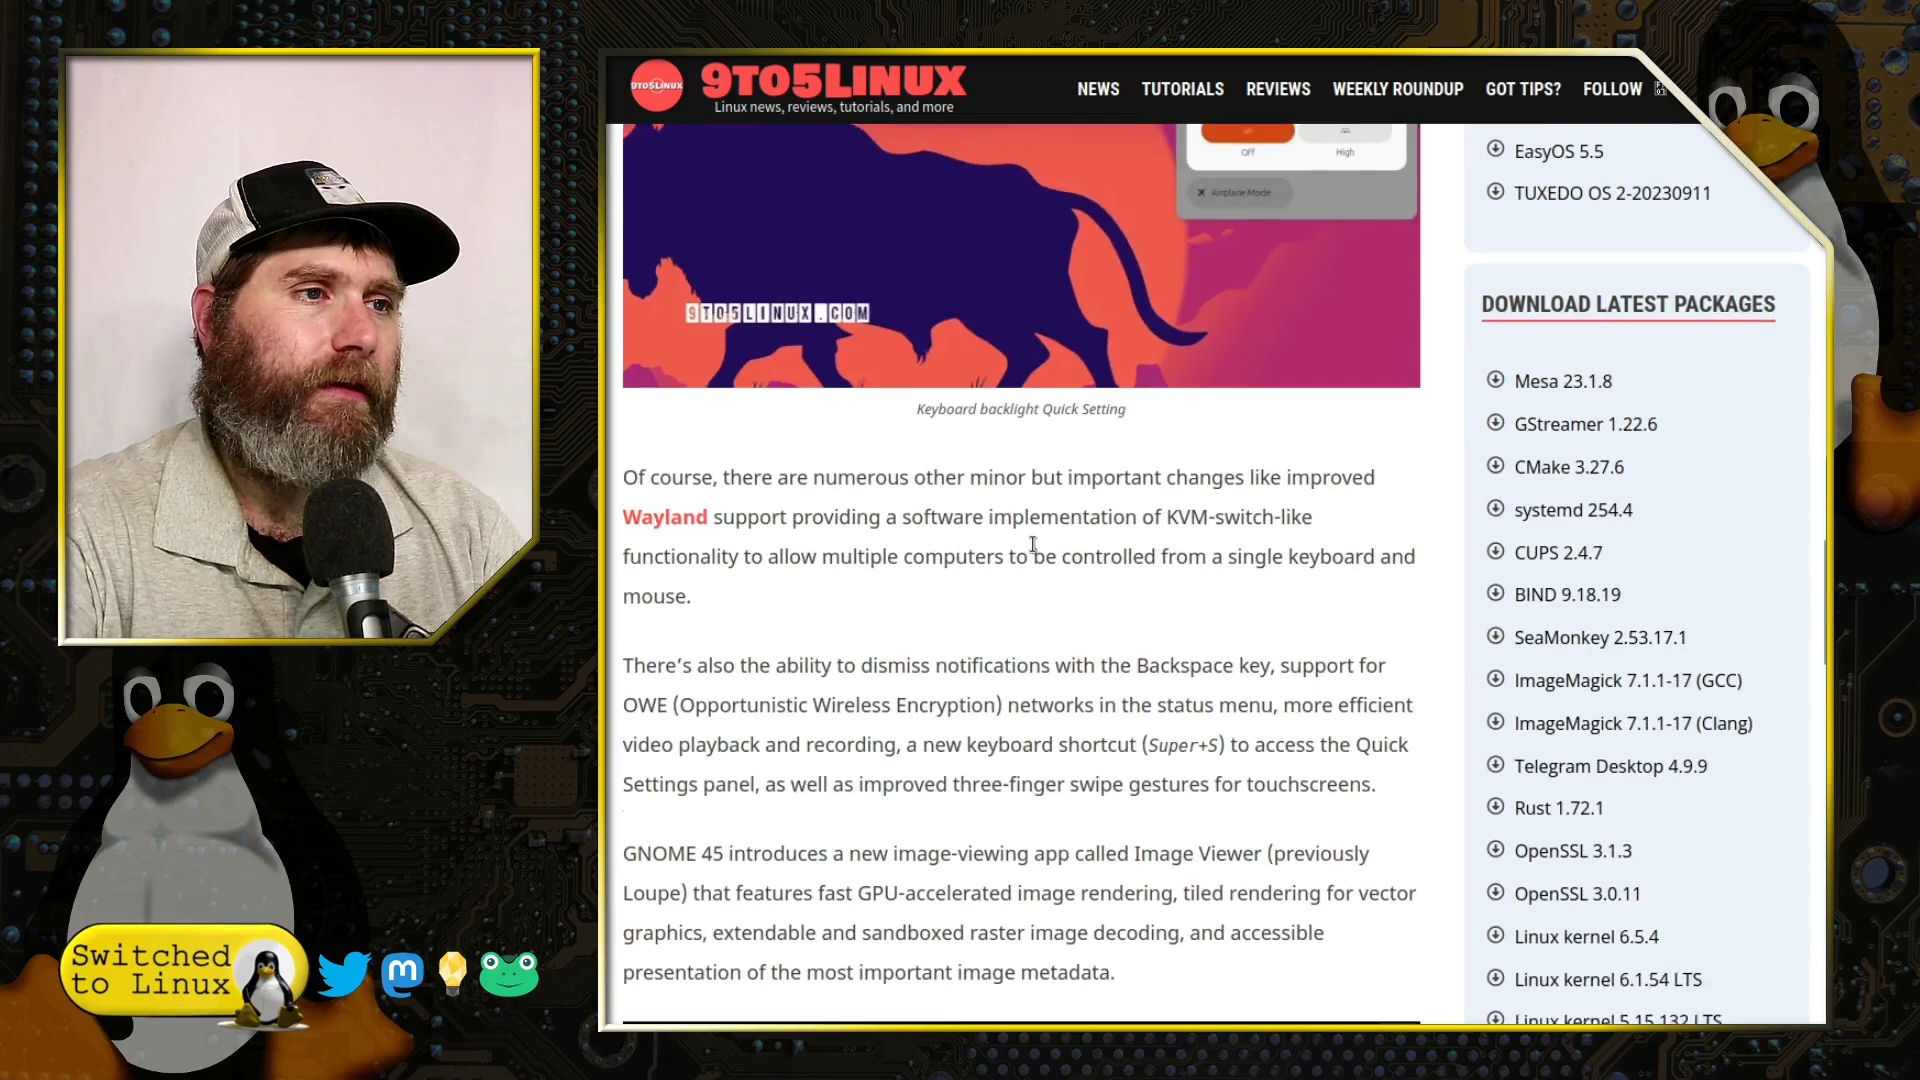 9TO5LINUX
9TO5LINUX
Linux news, reviews, tutorials, and more
NEWS
TUTORIALS
REVIEWS
WEEKLY ROUNDUP
GOT TIPS?
FOLLOW
Off
High
Airplane Mode
9TO5LINUX.COM
Keyboard backlight Quick Setting
Of course, there are numerous other minor but important changes like improved
Wayland support providing a software implementation of KVM-switch-like
functionality to allow multiple computers to be controlled from a single keyboard and
mouse.
There’s also the ability to dismiss notifications with the Backspace key, support for
OWE (Opportunistic Wireless Encryption) networks in the status menu, more efficient
video playback and recording, a new keyboard shortcut (Super+S) to access the Quick
Settings panel, as well as improved three-finger swipe gestures for touchscreens.
GNOME 45 introduces a new image-viewing app called Image Viewer (previously
Loupe) that features fast GPU-accelerated image rendering, tiled rendering for vector
graphics, extendable and sandboxed raster image decoding, and accessible
presentation of the most important image metadata.
EasyOS 5.5
TUXEDO OS 2-20230911
DOWNLOAD LATEST PACKAGES
Mesa 23.1.8
GStreamer 1.22.6
CMake 3.27.6
systemd 254.4
CUPS 2.4.7
BIND 9.18.19
SeaMonkey 2.53.17.1
ImageMagick 7.1.1-17 (GCC)
ImageMagick 7.1.1-17 (Clang)
Telegram Desktop 4.9.9
Rust 1.72.1
OpenSSL 3.1.3
OpenSSL 3.0.11
Linux kernel 6.5.4
Linux kernel 6.1.54 LTS
Linux kernel 5.15.132 LTS
Switched
to Linux